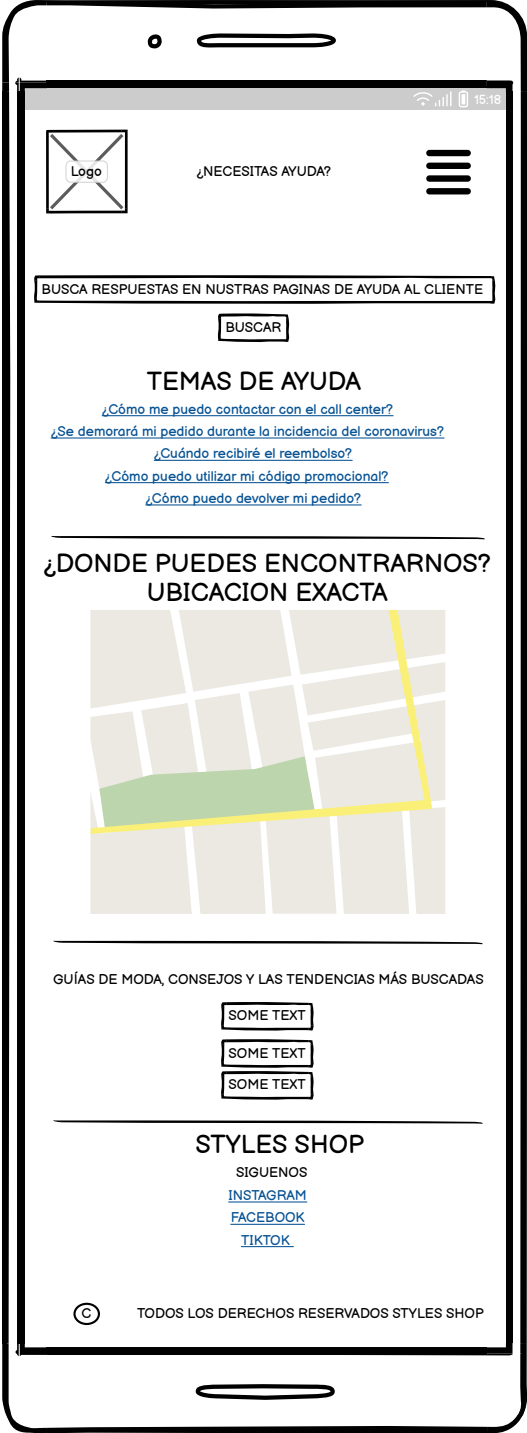 15:18
Logo
¿NECESITAS AYUDA?
BUSCA RESPUESTAS EN NUSTRAS PAGINAS DE AYUDA AL CLIENTE
BUSCAR
TEMAS DE AYUDA
¿Cómo me puedo contactar con el call center?
¿Se demorará mi pedido durante la incidencia del coronavirus?
¿Cuándo recibiré el reembolso?
¿Cómo puedo utilizar mi código promocional?
¿Cómo puedo devolver mi pedido?
¿DONDE PUEDES ENCONTRARNOS?
UBICACION EXACTA
GUÍAS DE MODA, CONSEJOS Y LAS TENDENCIAS MÁS BUSCADAS
SOME TEXT
SOME TEXT
SOME TEXT
STYLES SHOP
SIGUENOS
INSTAGRAM
FACEBOOK
TIKTOK
C TODOS LOS DERECHOS RESERVADOS STYLES SHOP